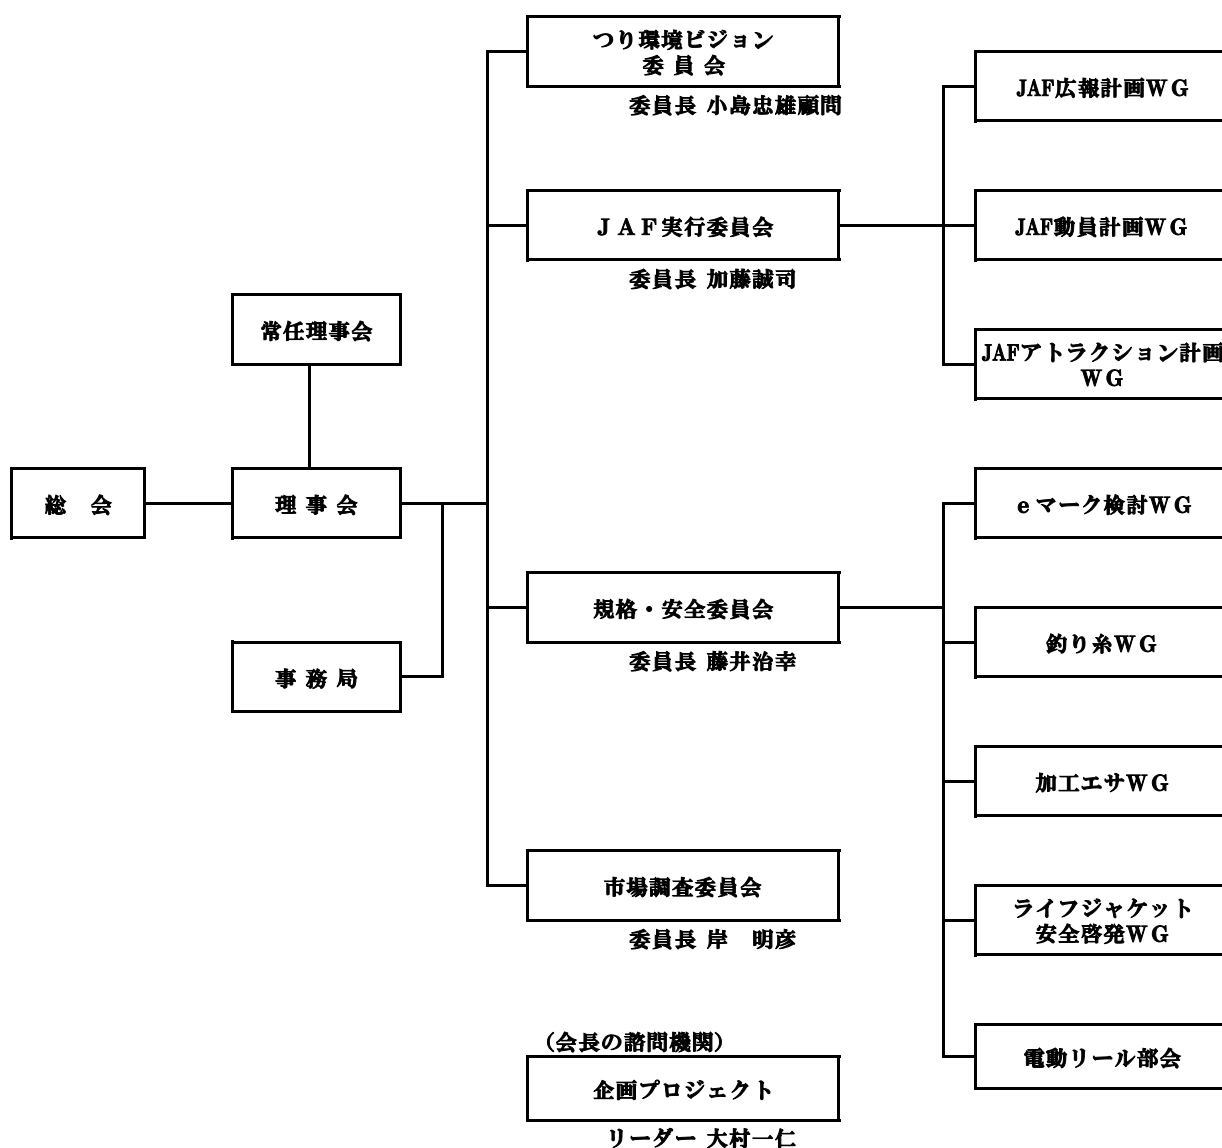 つり環境ビジョン
委 員 会
委員長 小島忠雄顧問
JAF広報計画WG
ＪＡＦ実行委員会
委員長 加藤誠司
JAF動員計画WG
JAFアトラクション計画
WG
常任理事会
総　会
理 事 会
事 務 局
規格・安全委員会
委員長 藤井治幸
eマーク検討WG
釣り糸WG
加工エサWG
ライフジャケット
安全啓発WG
電動リール部会
市場調査委員会
委員長 岸　明彦
（会長の諮問機関）
企画プロジェクト
リーダー 大村一仁